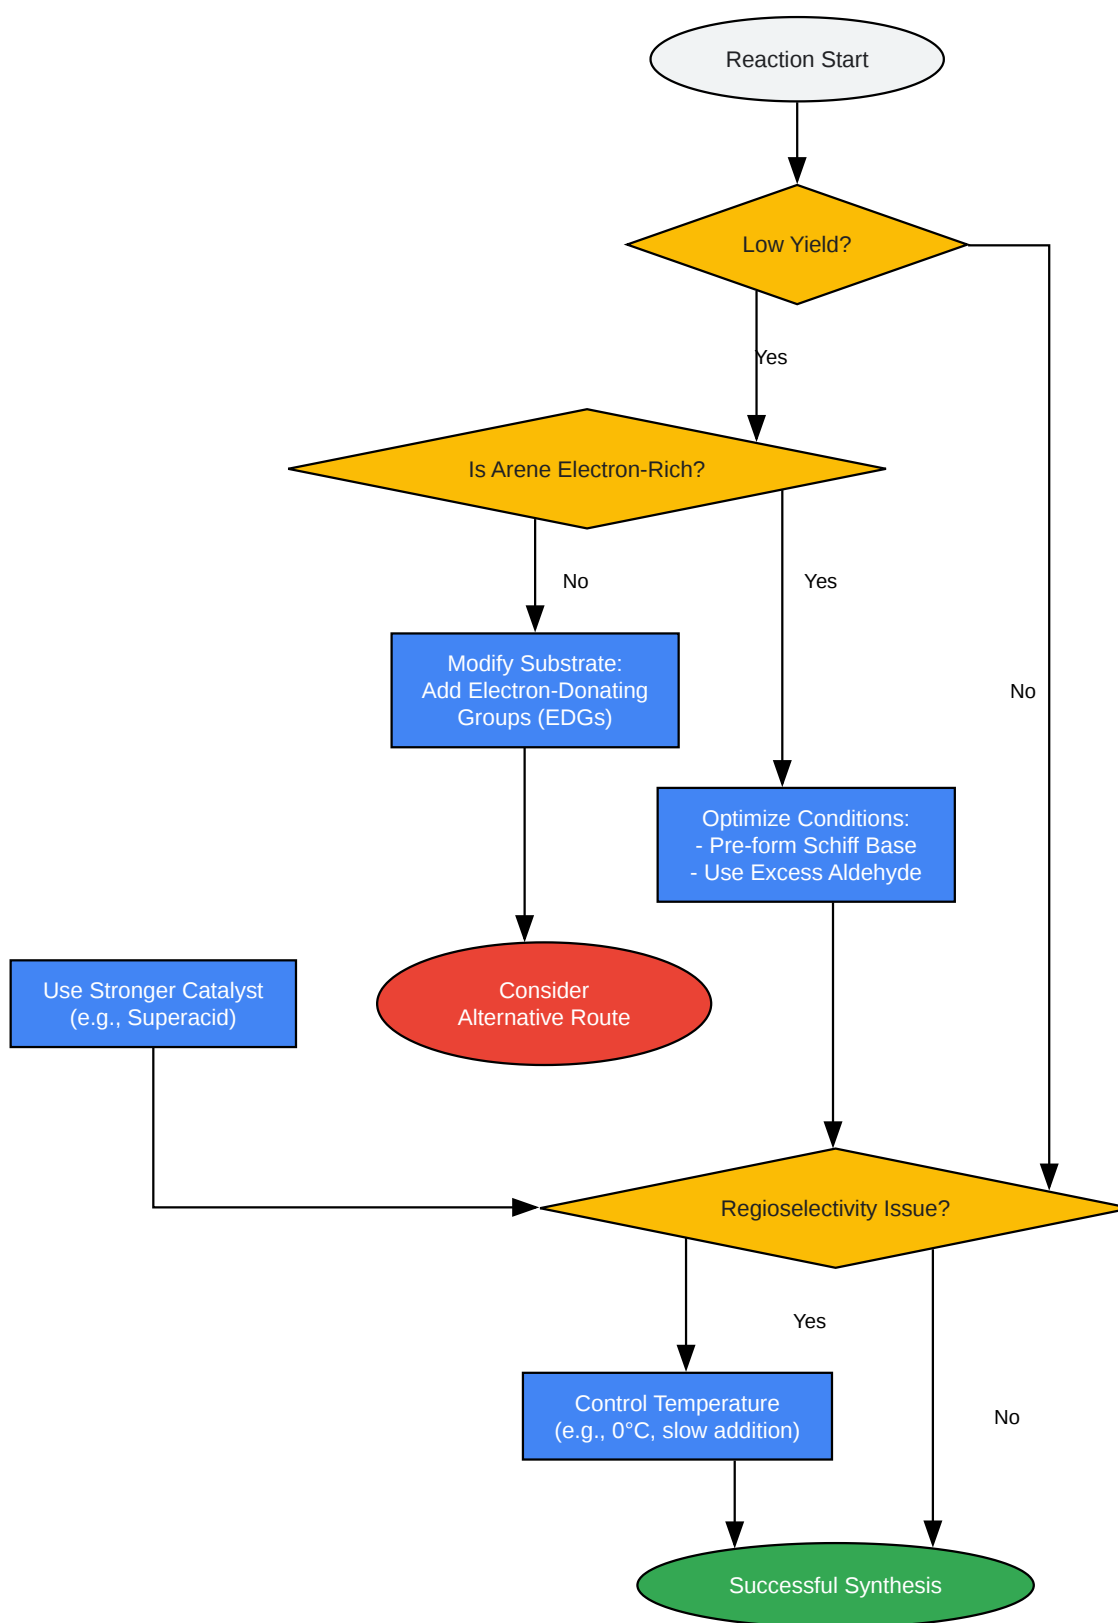 Reaction Start
Low Yield?
Yes
Is Arene Electron-Rich?
No
Yes
Modify Substrate:
Add Electron-Donating
Groups (EDGs)
No
Optimize Conditions:
- Pre-form Schiff Base
- Use Excess Aldehyde
Use Stronger Catalyst
(e.g., Superacid)
Consider
Alternative Route
Regioselectivity Issue?
Yes
Control Temperature
(e.g., 0°C, slow addition)
No
Successful Synthesis